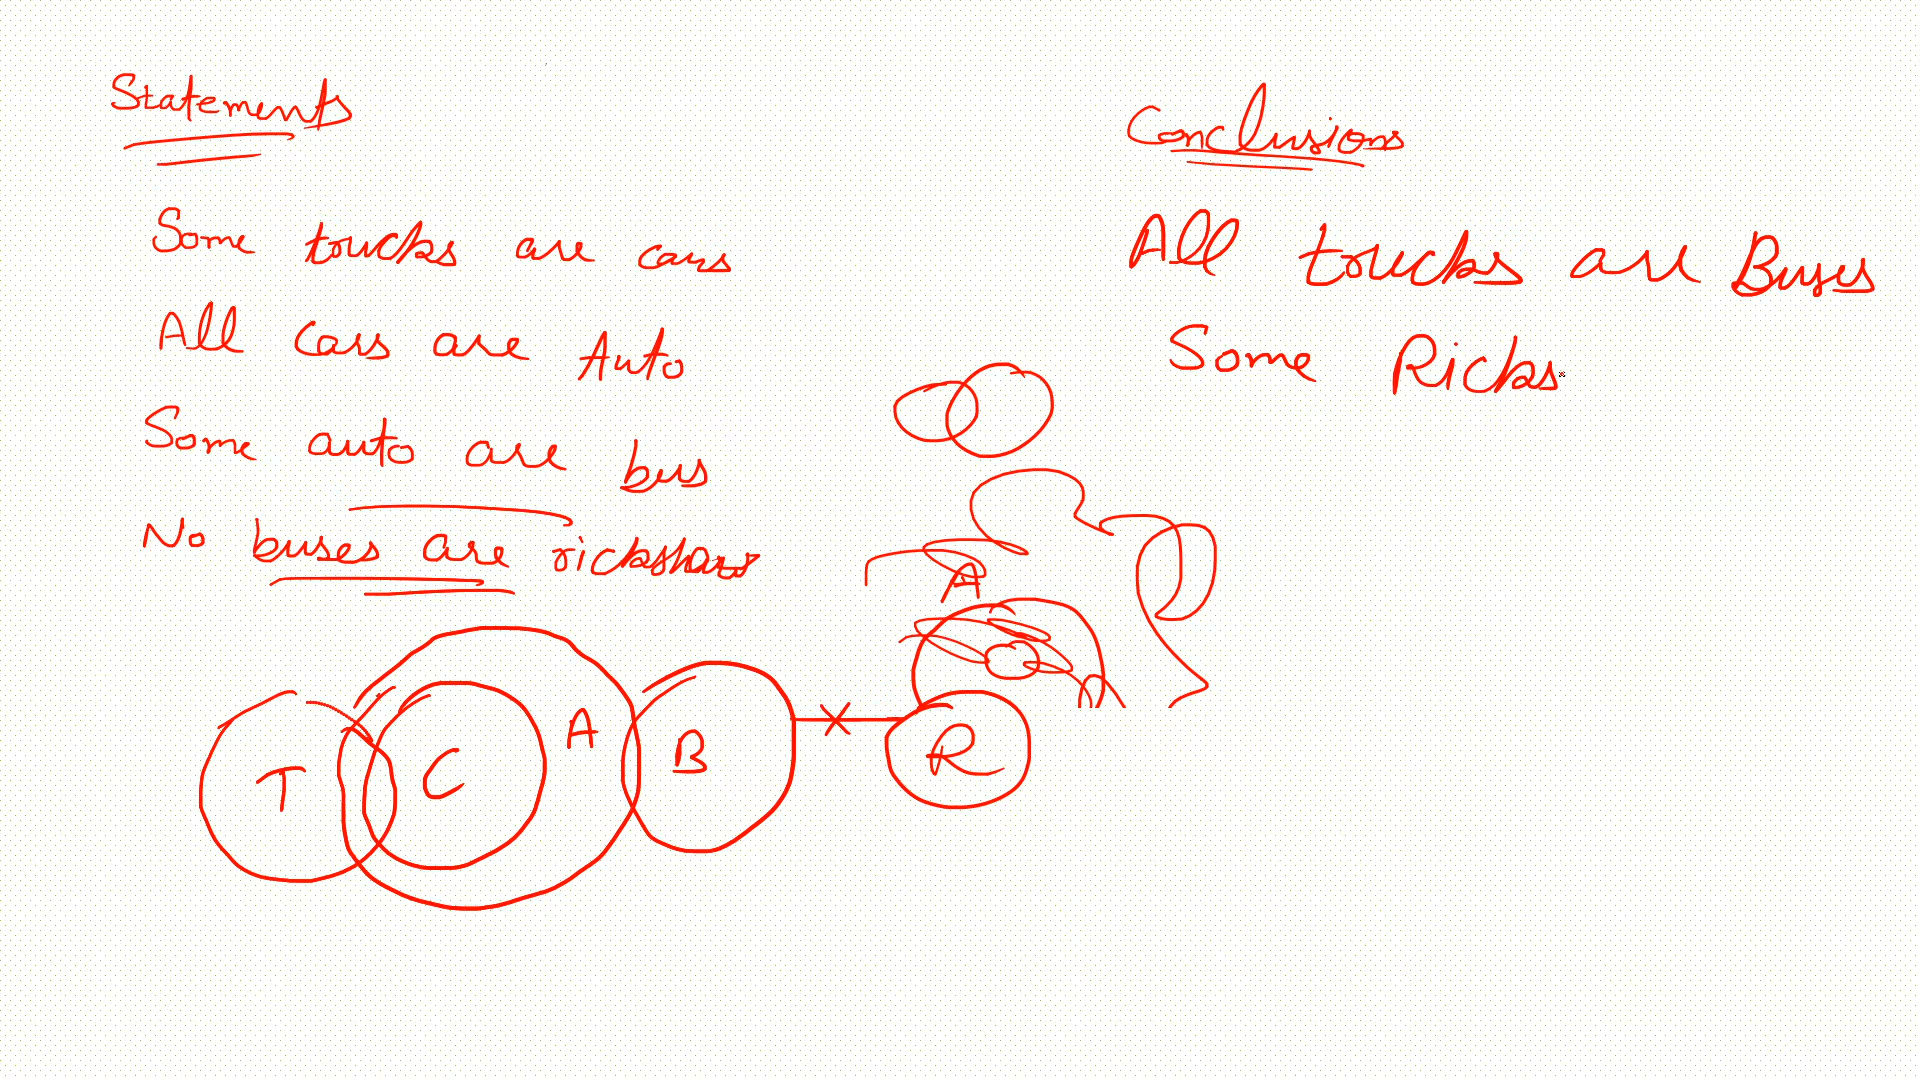 Statements
Some trucks are cars
All Cars are Auto
Some auto are bus
No buses are rickshaw
Conclusions
All trucks are Buses
Some Ricks
A
T C A B R